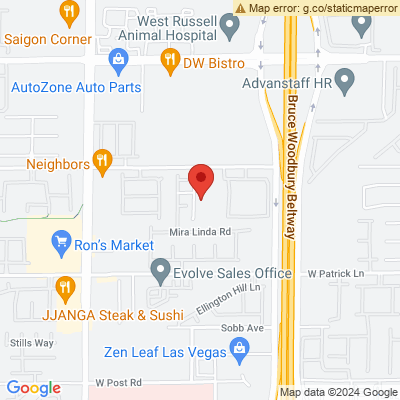 Map error: g.co/staticmaperror
West Russell
Animal Hospital
Saigon Corner
DW Bistro
AutoZone Auto Parts
Advanstaff HR
Bruce Woodbury Beltway
Neighbors
Mira Linda Rd
Ron's Market
Evolve Sales Office
W Patrick Ln
Ellington Hill Ln
JJANGA Steak & Sushi
Sobb Ave
Stills Way
Zen Leaf Las Vegas
W Post Rd
Google
Map data ©2024 Google